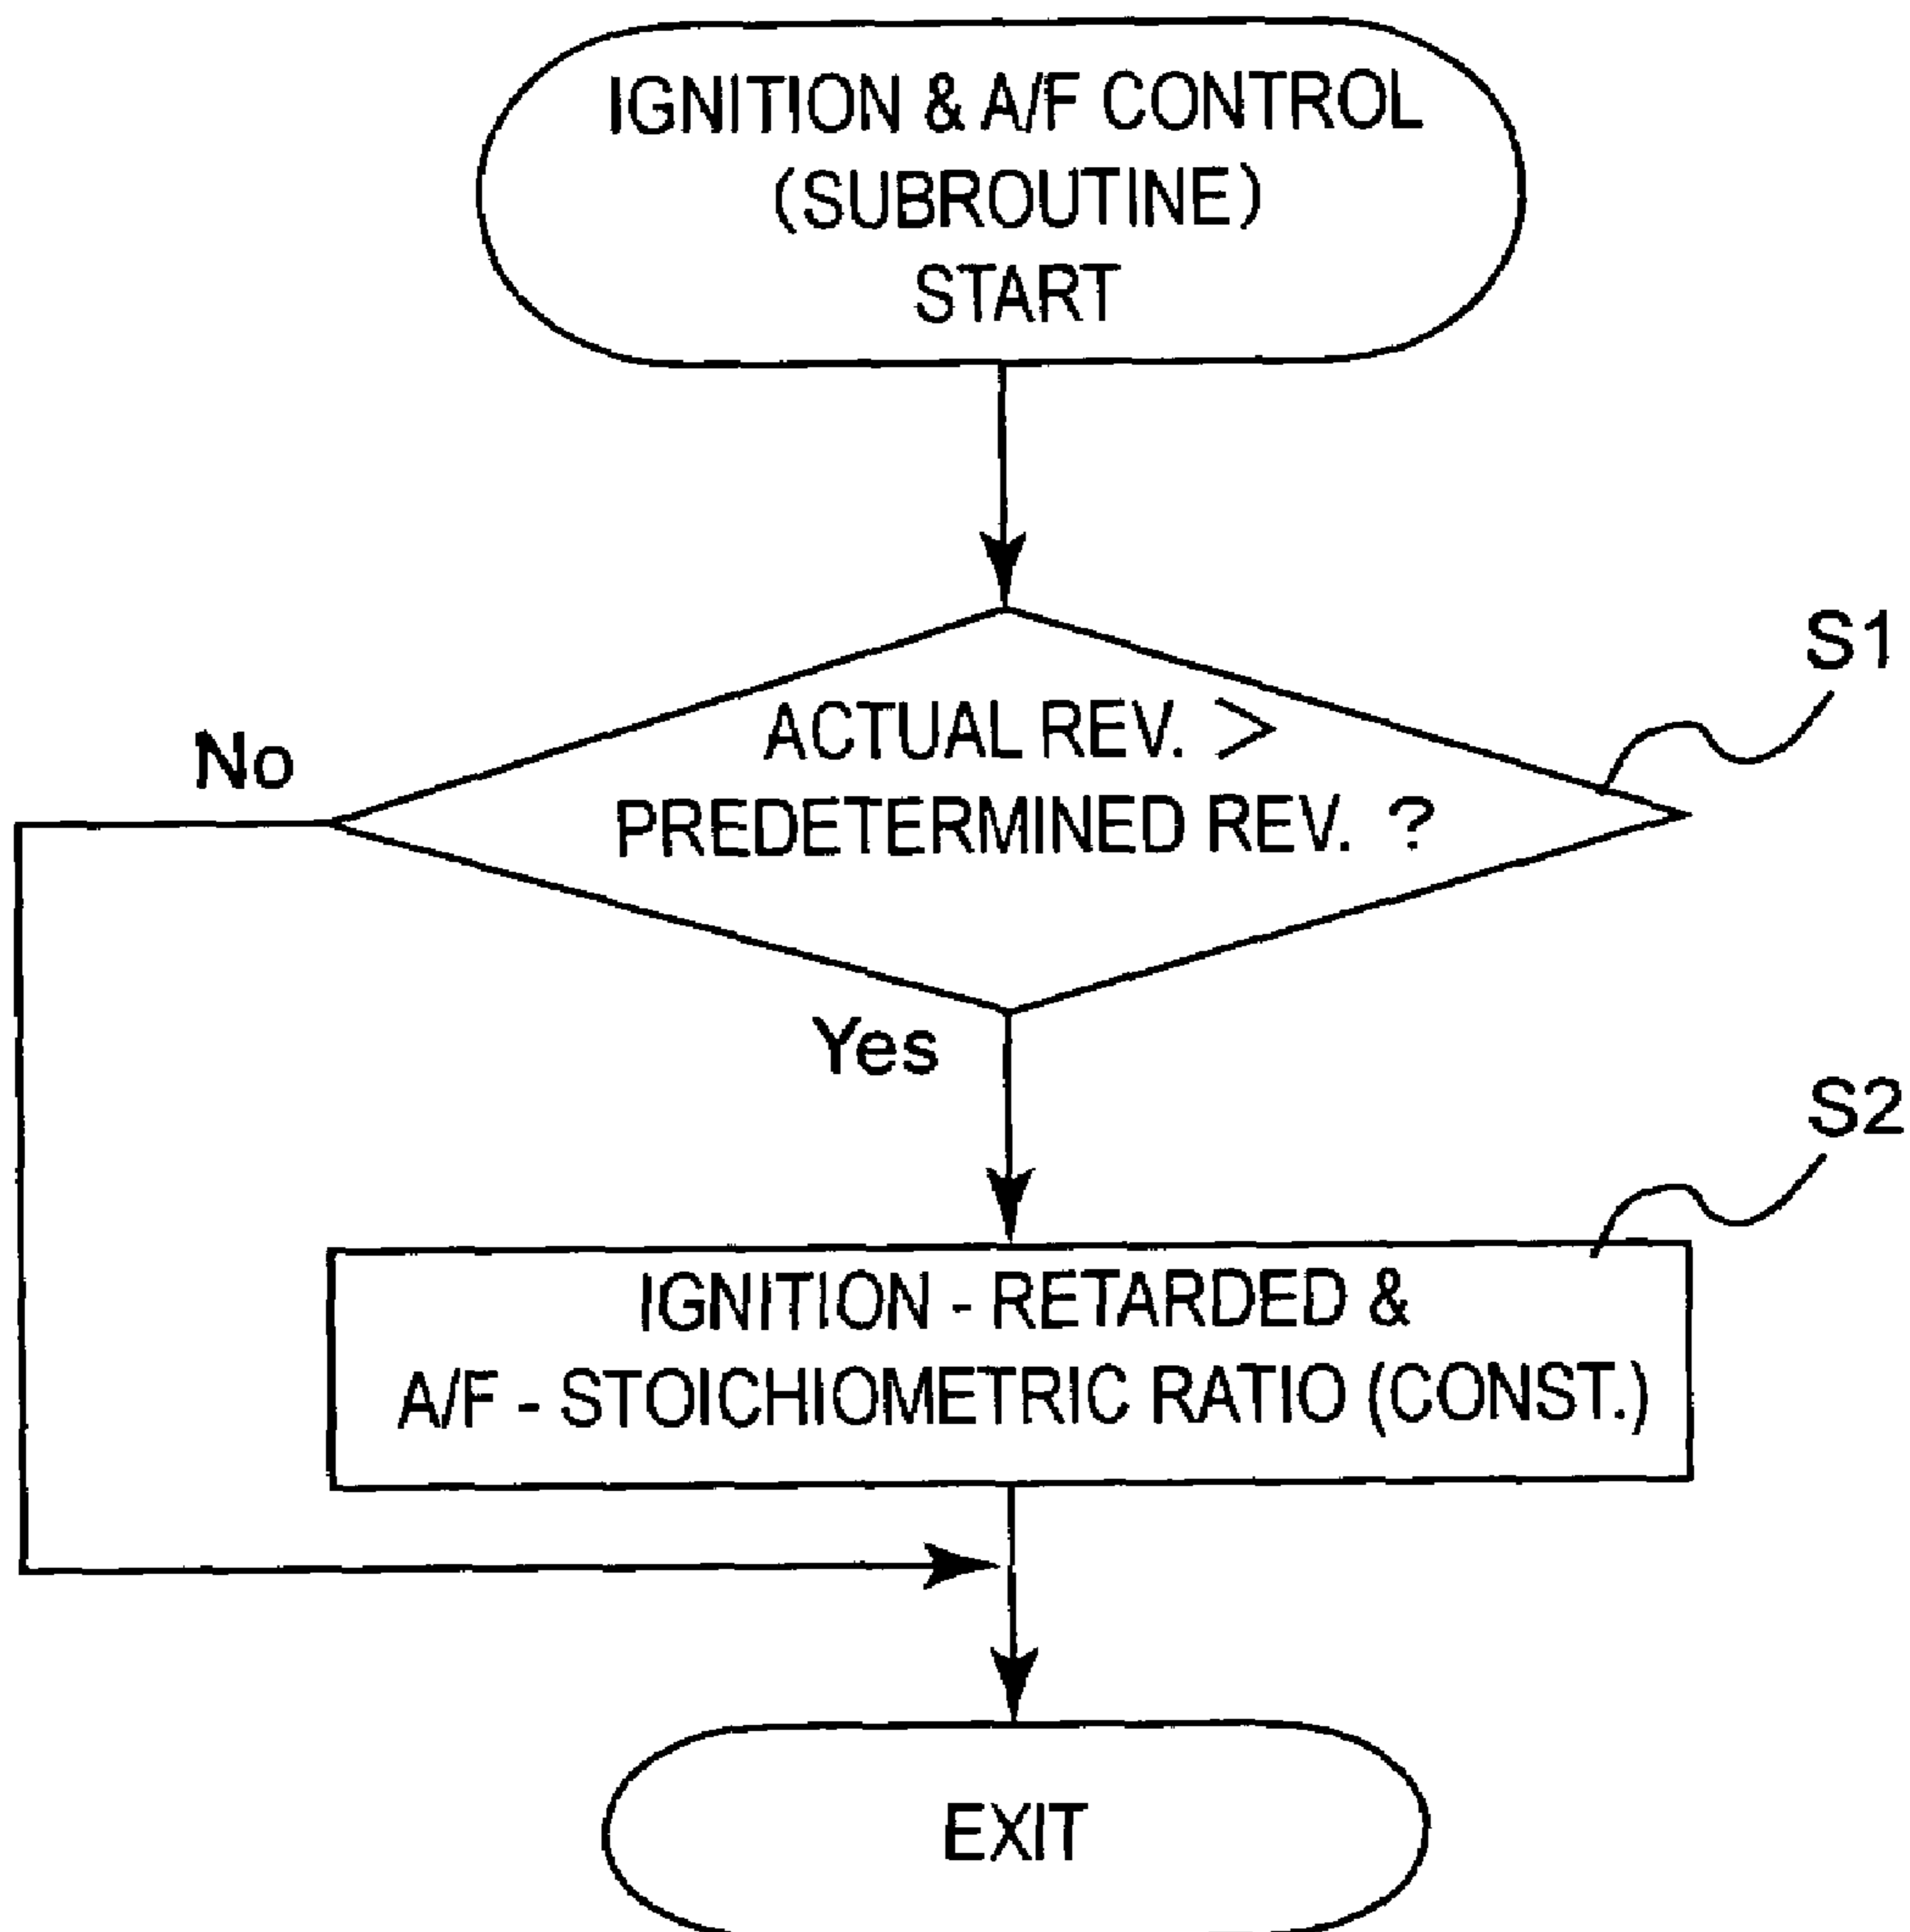 IGNITION & A/F CONTROL
(SUBROUTINE)
START
S1
ACTUAL REV. >
PREDETERMINED REV. ?
No
Yes
S2
IGNITION - RETARDED &
A/F - STOICHIOMETRIC RATIO (CONST.)
EXIT